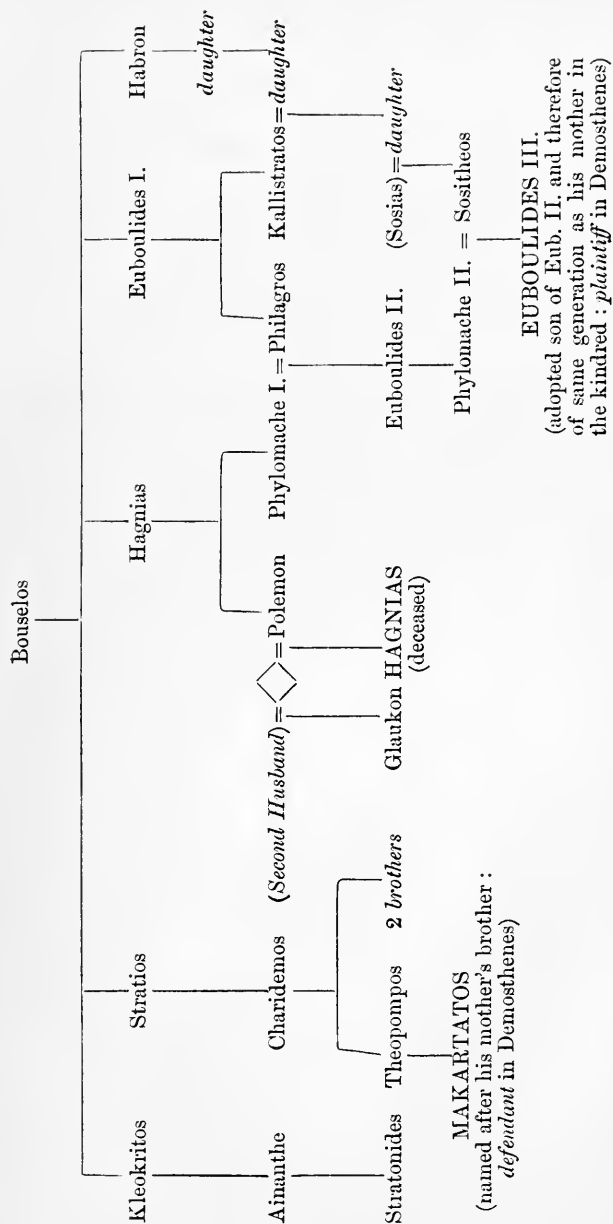 Bouselos
Kleokritos Stratios Hagnias Euboulides I. Habron
daughter
Ainanthe Charidemos (Second Husband) = = Polemon Phylomache I. = Philagros Kallistratos = daughter
Stratonides Theopompos 2 brothers Glaukon HAGNIAS Euboulides II. (Sosias) = daughter
(deceased)
MAKARTATOS
(named after his mother's brother :
defendant in Demosthenes)
Phylomache II. = Sositheos
EUBOULIDES III.
(adopted son of Eub. II. and therefore
of same generation as his mother in
the kindred : plaintiff in Demosthenes)